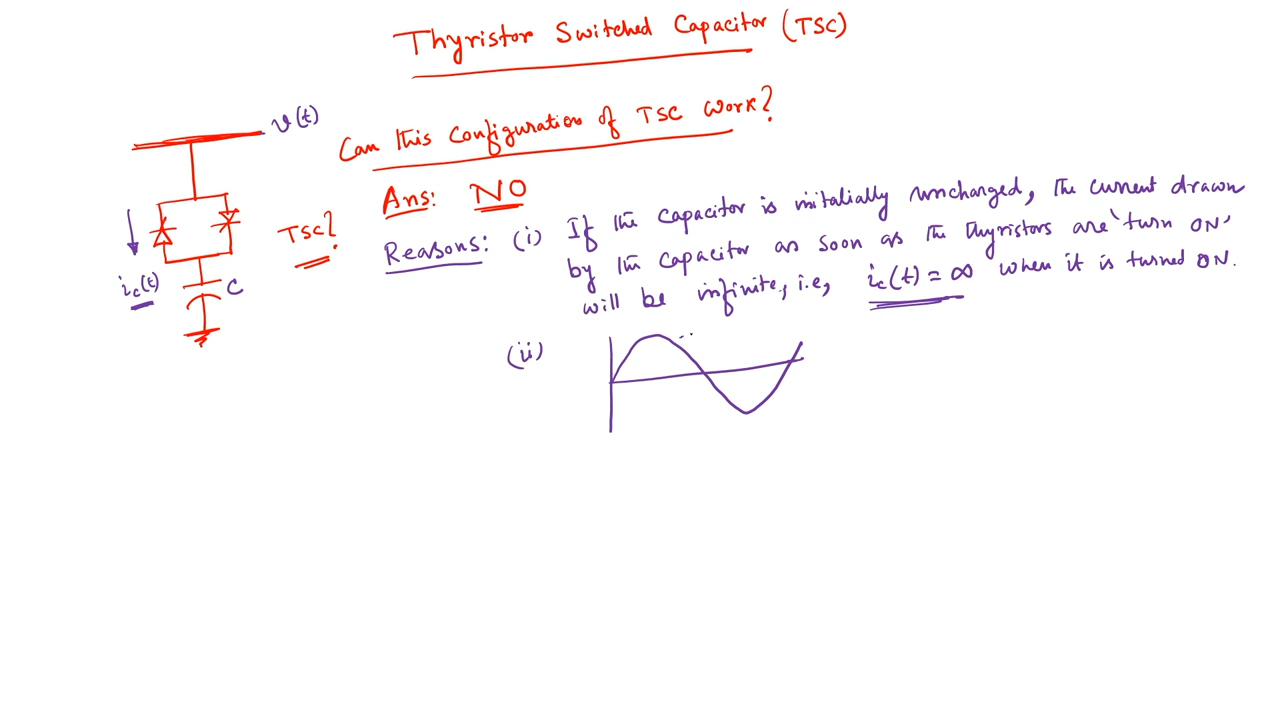 Thyristor Switched Capacitor (TSC)
v(t)
Can this configuration of TSC work?
Ans: NO
TSC?
Reasons: (i) If the capacitor is initalially uncharged, the current drawn
by the capacitor as soon as the thyristors are 'turn ON'
will be infinite, i.e, ic(t) = ∞ when it is turned ON.
ic(t)
C
(ii)